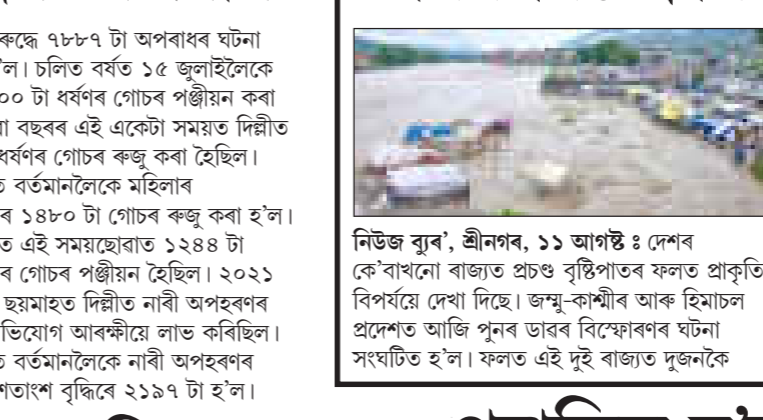 ৰুদ্ধে ৭৮৮৭ টা অপৰাধৰ ঘটনা
'ল। চলিত বৰ্ষত ১৫ জুলাইলৈকে
০০ টা ধৰ্ষণৰ গোচৰ পঞ্জীয়ন কৰা
া বছৰৰ এই একেটা সময়ত দিল্লীত
ধৰ্ষণৰ গোচৰ ৰুজু কৰা হৈছিল।
ত বৰ্তমানলৈকে মহিলাৰ
ৰ ১৪৮০ টা গোচৰ ৰুজু কৰা হ'ল।
ত এই সময়ছোৱাত ১২৪৪ টা
ৰ গোচৰ পঞ্জীয়ন হৈছিল। ২০২১
ছয়মাহত দিল্লীত নাৰী অপহৰণৰ
ভিযোগ আৰক্ষীয়ে লাভ কৰিছিল।
ত বৰ্তমানলৈকে নাৰী অপহৰণৰ
শতাংশ বৃদ্ধিৰে ২১৯৭ টা হ'ল।
নিউজ ব্যুৰ', শ্ৰীনগৰ, ১১ আগষ্ট ঃ দেশৰ
কে'বাখনো ৰাজ্যত প্ৰচণ্ড বৃষ্টিপাতৰ ফলত প্ৰাকৃতি
বিপৰ্যয়ে দেখা দিছে। জম্মু-কাশ্মীৰ আৰু হিমাচল
প্ৰদেশত আজি পুনৰ ডাৱৰ বিস্ফোৰণৰ ঘটনা
সংঘটিত হ'ল। ফলত এই দুই ৰাজ্যত দুজনকৈ